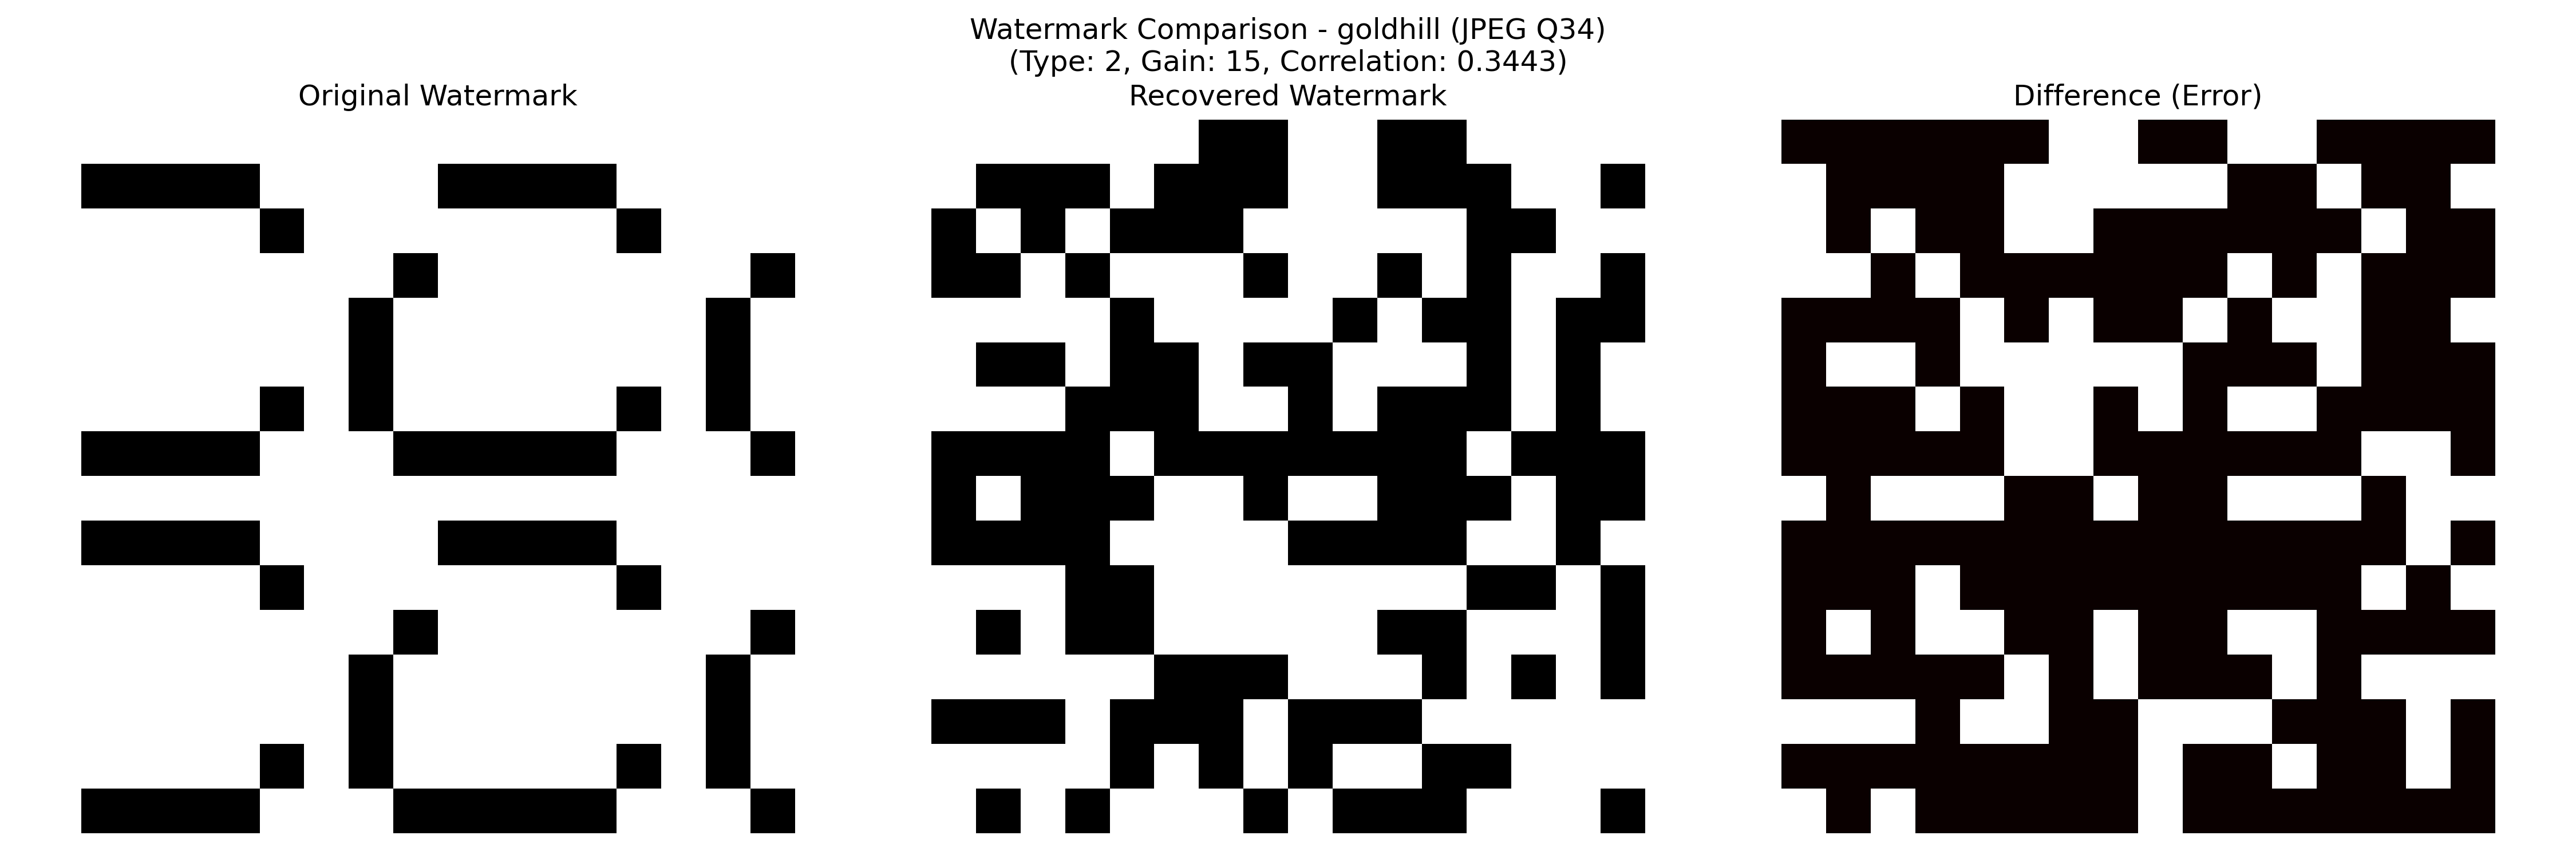 Watermark Comparison - goldhill (JPEG Q34)
(Type: 2, Gain: 15, Correlation: 0.3443)
Original Watermark
Recovered Watermark
Difference (Error)